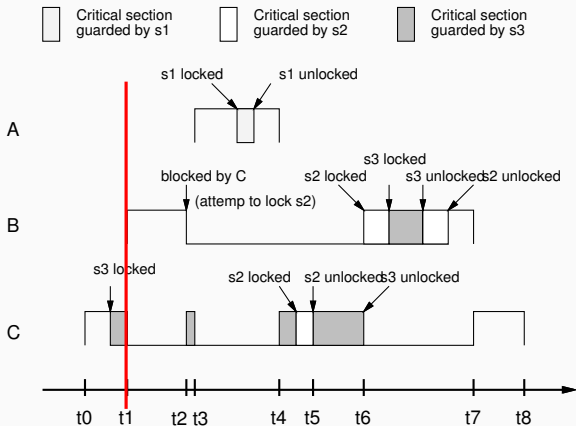 Critical section
guarded by s1
Critical section
guarded by s2
Critical section
guarded by s3
s1 locked
s1 unlocked
A
s3 locked
blocked by C
s2 locked
s3 unlocked
s2 unlocked
(attemp to lock s2)
B
s3 locked
s2 locked
s2 unlocked
s3 unlocked
C
t0
t1
t2
t3
t4
t5
t6
t7
t8